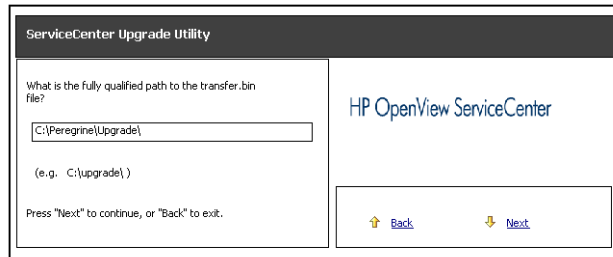 ServiceCenter Upgrade Utility
What is the fully qualified path to the transfer.bin
file?
C:\Peregrine\Upgrade\
(e.g.   C:\upgrade\ )
Press "Next" to continue, or "Back" to exit.
HP OpenView ServiceCenter
Back
Next